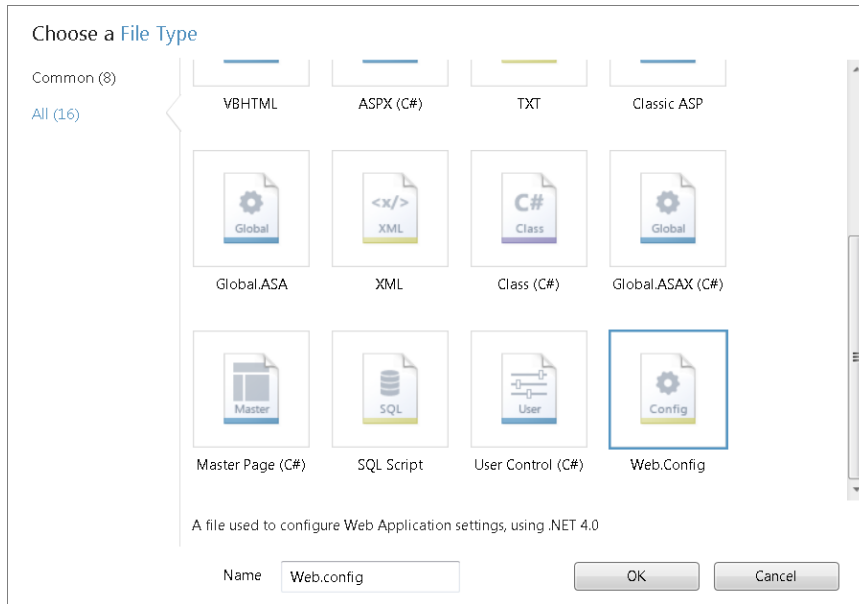 Choose a File Type
Common (8)
All (16)
VBHTML
ASPX (C#)
TXT
Classic ASP
Global
<x/>
XML
C#
Class
Global
Global.ASA
XML
Class (C#)
Global.ASAX (C#)
Master
SQL
User
Config
Master Page (C#)
SQL Script
User Control (C#)
Web.Config
A file used to configure Web Application settings, using .NET 4.0
Name
Web.config
OK
Cancel